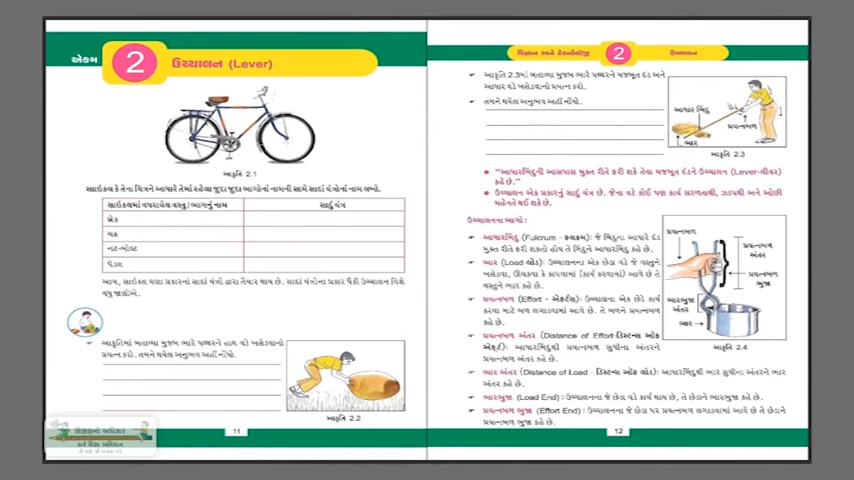 એકમ
2
ઉચ્ચાલન (Lever)
આકૃતિ 2.1
સાઇકલ કે તેના ચિત્રને આધારે તેમાં રહેલા જુદા જુદા ભાગોનાં નામની સામે સાદાં યંત્રોનાં નામ લખો.
સાઇકલમાં વપરાયેલ વસ્તુ / ભાગનું નામ સાદું યંત્ર
બ્રેક
ચક્ર
નટ-બોલ્ટ
પેડલ
આમ, સાઇકલ ઘણા પ્રકારનાં સાદાં યંત્રો દ્વારા તૈયાર થાય છે. સાદાં યંત્રોના પ્રકાર પૈકી ઉચ્ચાલન વિશે
વધુ જાણીએ.
આકૃતિમાં બતાવ્યા મુજબ ભારે પથ્થરને હાથ વડે ખસેડવાનો
પ્રયત્ન કરો. તમને થયેલ અનુભવ અહીં નોંધો.
આકૃતિ 2.2
સર્વ શિક્ષા અભિયાન
11
વિજ્ઞાન અને ટેક્નોલોજી
2
ઉચ્ચાલન
આકૃતિ 2.3માં બતાવ્યા મુજબ ભારે પથ્થરને મજબૂત દંડ અને
આધાર વડે ખસેડવાનો પ્રયત્ન કરો.
તમને થયેલ અનુભવ અહીં નોંધો.
આધાર બિંદુ
પ્રયત્નબળ
ભાર
આકૃતિ 2.3
"આધારબિંદુની આસપાસ મુક્ત રીતે ફરી શકે તેવા મજબૂત દંડને ઉચ્ચાલન (Lever-લીવર)
કહે છે."
ઉચ્ચાલન એક પ્રકારનું સાદું યંત્ર છે. જેના વડે કોઈ પણ કાર્ય સરળતાથી, ઝડપથી અને ઓછી
મહેનતે થઈ શકે છે.
ઉચ્ચાલનના ભાગો :
આધારબિંદુ (Fulcrum - ફલક્રમ): જે બિંદુના આધારે દંડ
મુક્ત રીતે ફરી શકતો હોય તે બિંદુને આધારબિંદુ કહે છે.
ભાર (Load-લોડ): ઉચ્ચાલનના એક છેડા વડે જે વસ્તુને
ખસેડવા, ઊંચકવા કે કાપવામાં (કાર્ય કરવામાં) આવે છે તે
વસ્તુને ભાર કહે છે.
પ્રયત્નબળ (Effort - એફર્ટ્સ): ઉચ્ચાલનના એક છેડે કાર્ય
કરવા માટે બળ લગાડવામાં આવે છે. તે બળને પ્રયત્નબળ
કહે છે.
પ્રયત્નબળ અંતર (Distance of Effort-ડિસ્ટન્સ ઓફ
એફર્ટ): આધારબિંદુથી પ્રયત્નબળ સુધીના અંતરને
પ્રયત્નબળ અંતર કહે છે.
ભાર અંતર (Distance of Load - ડિસ્ટન્સ ઓફ લોડ): આધારબિંદુથી ભાર સુધીના અંતરને ભાર
અંતર કહે છે.
ભારભુજા (Load End): ઉચ્ચાલનના જે છેડા વડે કાર્ય થાય છે, તે છેડાને ભારભુજા કહે છે.
પ્રયત્નબળ ભુજા (Effort End): ઉચ્ચાલનના જે છેડા પર પ્રયત્નબળ લગાડવામાં આવે છે તે છેડાને
પ્રયત્નબળ ભુજા કહે છે.
પ્રયત્નબળ
પ્રયત્નબળ
અંતર
પ્રયત્નબળ
ભુજા
ભારભુજા
અંતર
ભાર
આકૃતિ 2.4
12